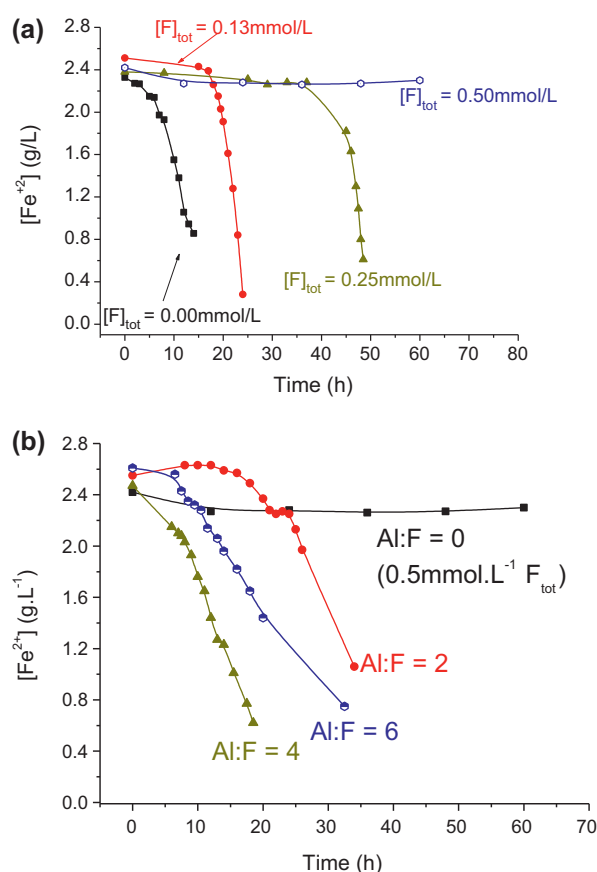 (a)
[F]tot = 0.13mmol/L
[F]tot = 0.50mmol/L
[F]tot = 0.25mmol/L
[F]tot = 0.00mmol/L
[Fe+2] (g/L)
2.8
2.4
2.0
1.6
1.2
0.8
0.4
0.0
0 10 20 30 40 50 60 70 80
Time (h)
(b)
[Fe2+] (g.L-1)
2.8
2.4
2.0
1.6
1.2
0.8
0.4
0.0
Al:F = 0
(0.5mmol.L-1 Ftot)
Al:F = 2
Al:F = 6
Al:F = 4
0 10 20 30 40 50 60
Time (h)